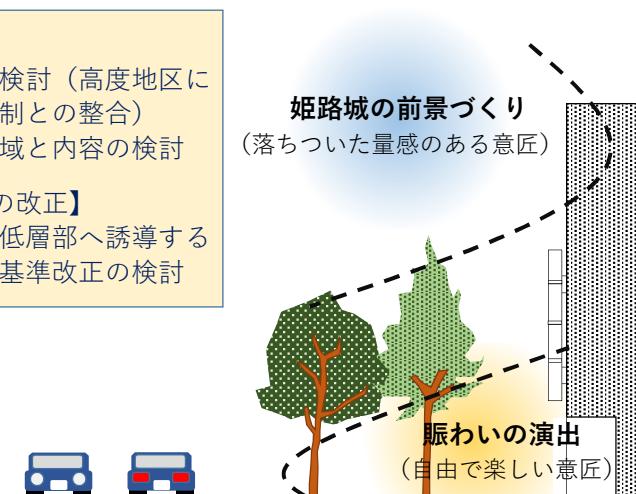 検討（高度地区に
制との整合）
域と内容の検討
の改正】
低層部へ誘導する
基準改正の検討
姫路城の前景づくり
（落ちついた量感のある意匠）
賑わいの演出
（自由で楽しい意匠）